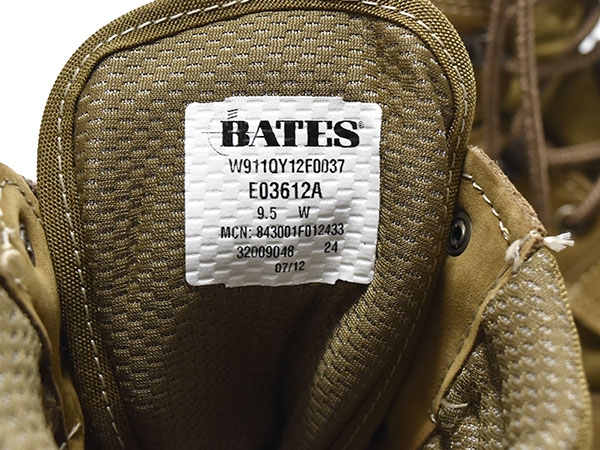 BATES®
W911QY12F0037
E03612A
9.5 W
MCN: 843001F012433
32009048 24
07/12